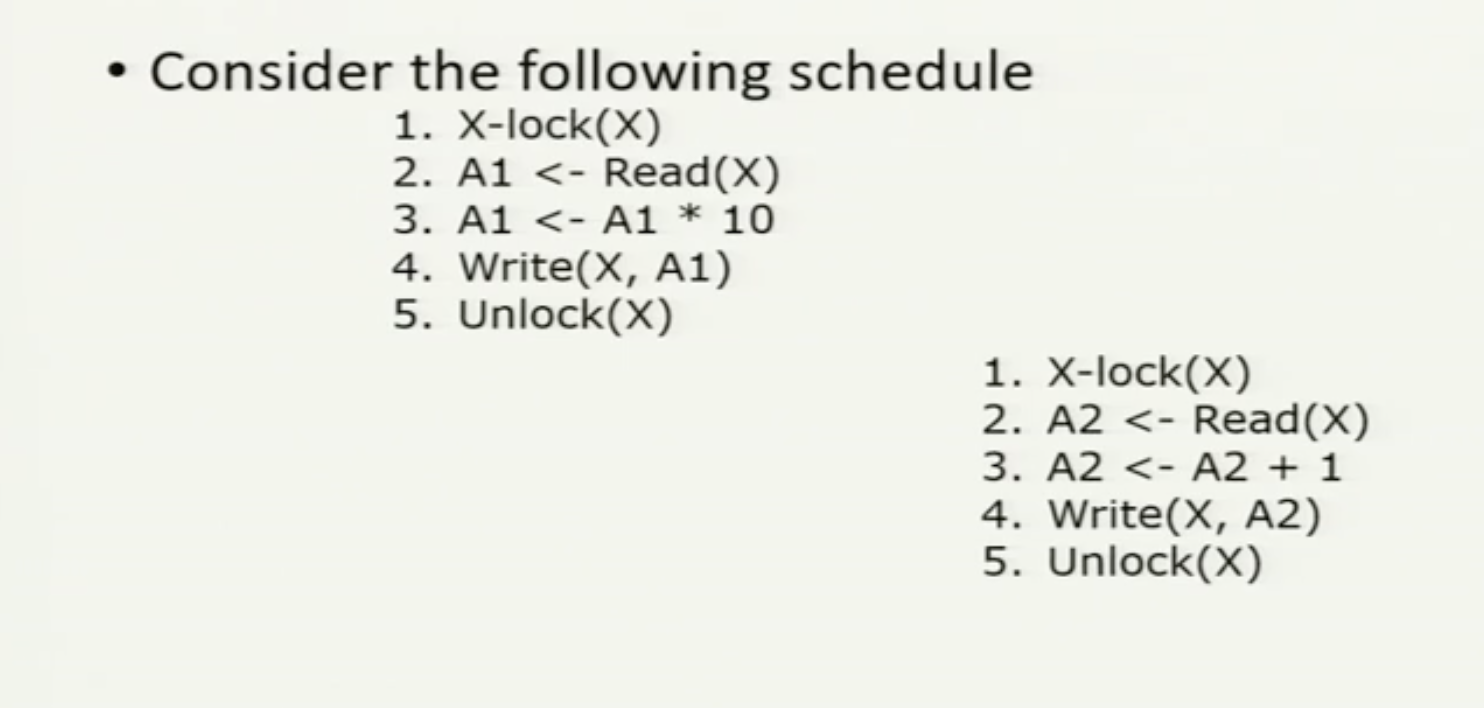 • Consider the following schedule
1. X-lock(X)
2. A1 <- Read(X)
3. A1 <- A1 * 10
4. Write(X, A1)
5. Unlock(X)
1. X-lock(X)
2. A2 <- Read(X)
3. A2 <- A2 + 1
4. Write(X, A2)
5. Unlock(X)